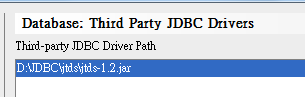 Database: Third Party JDBC Drivers
Third-party JDBC Driver Path
D:\JDBC\jtds\jtds-1.2.jar